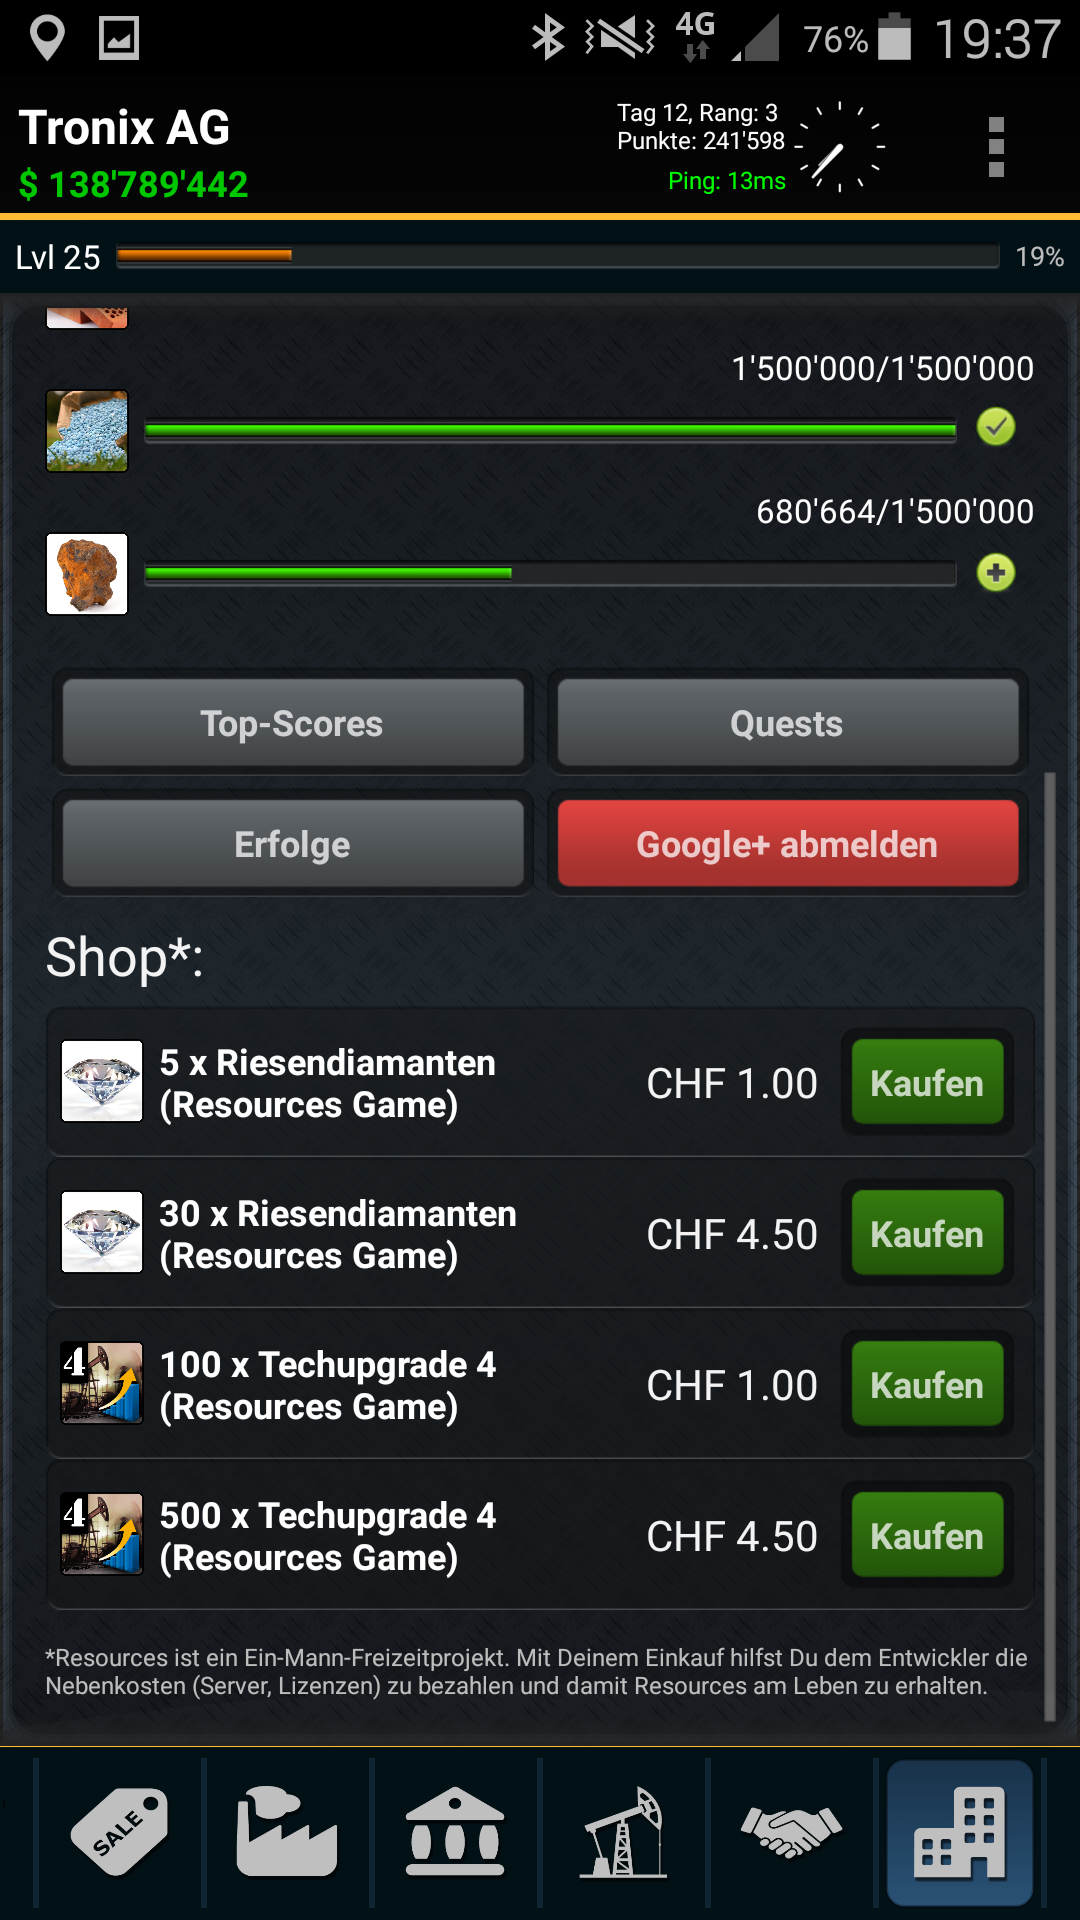 4G
76%
19:37
Tronix AG
$ 138'789'442
Tag 12, Rang: 3
Punkte: 241'598
Ping: 13ms
Lvl 25
19%
1'500'000/1'500'000
680'664/1'500'000
Top-Scores
Quests
Erfolge
Google+ abmelden
Shop*:
5 x Riesendiamanten
(Resources Game)
CHF 1.00
Kaufen
30 x Riesendiamanten
(Resources Game)
CHF 4.50
Kaufen
4
100 x Techupgrade 4
(Resources Game)
CHF 1.00
Kaufen
4
500 x Techupgrade 4
(Resources Game)
CHF 4.50
Kaufen
*Resources ist ein Ein-Mann-Freizeitprojekt. Mit Deinem Einkauf hilfst Du dem Entwickler die
Nebenkosten (Server, Lizenzen) zu bezahlen und damit Resources am Leben zu erhalten.
SALE